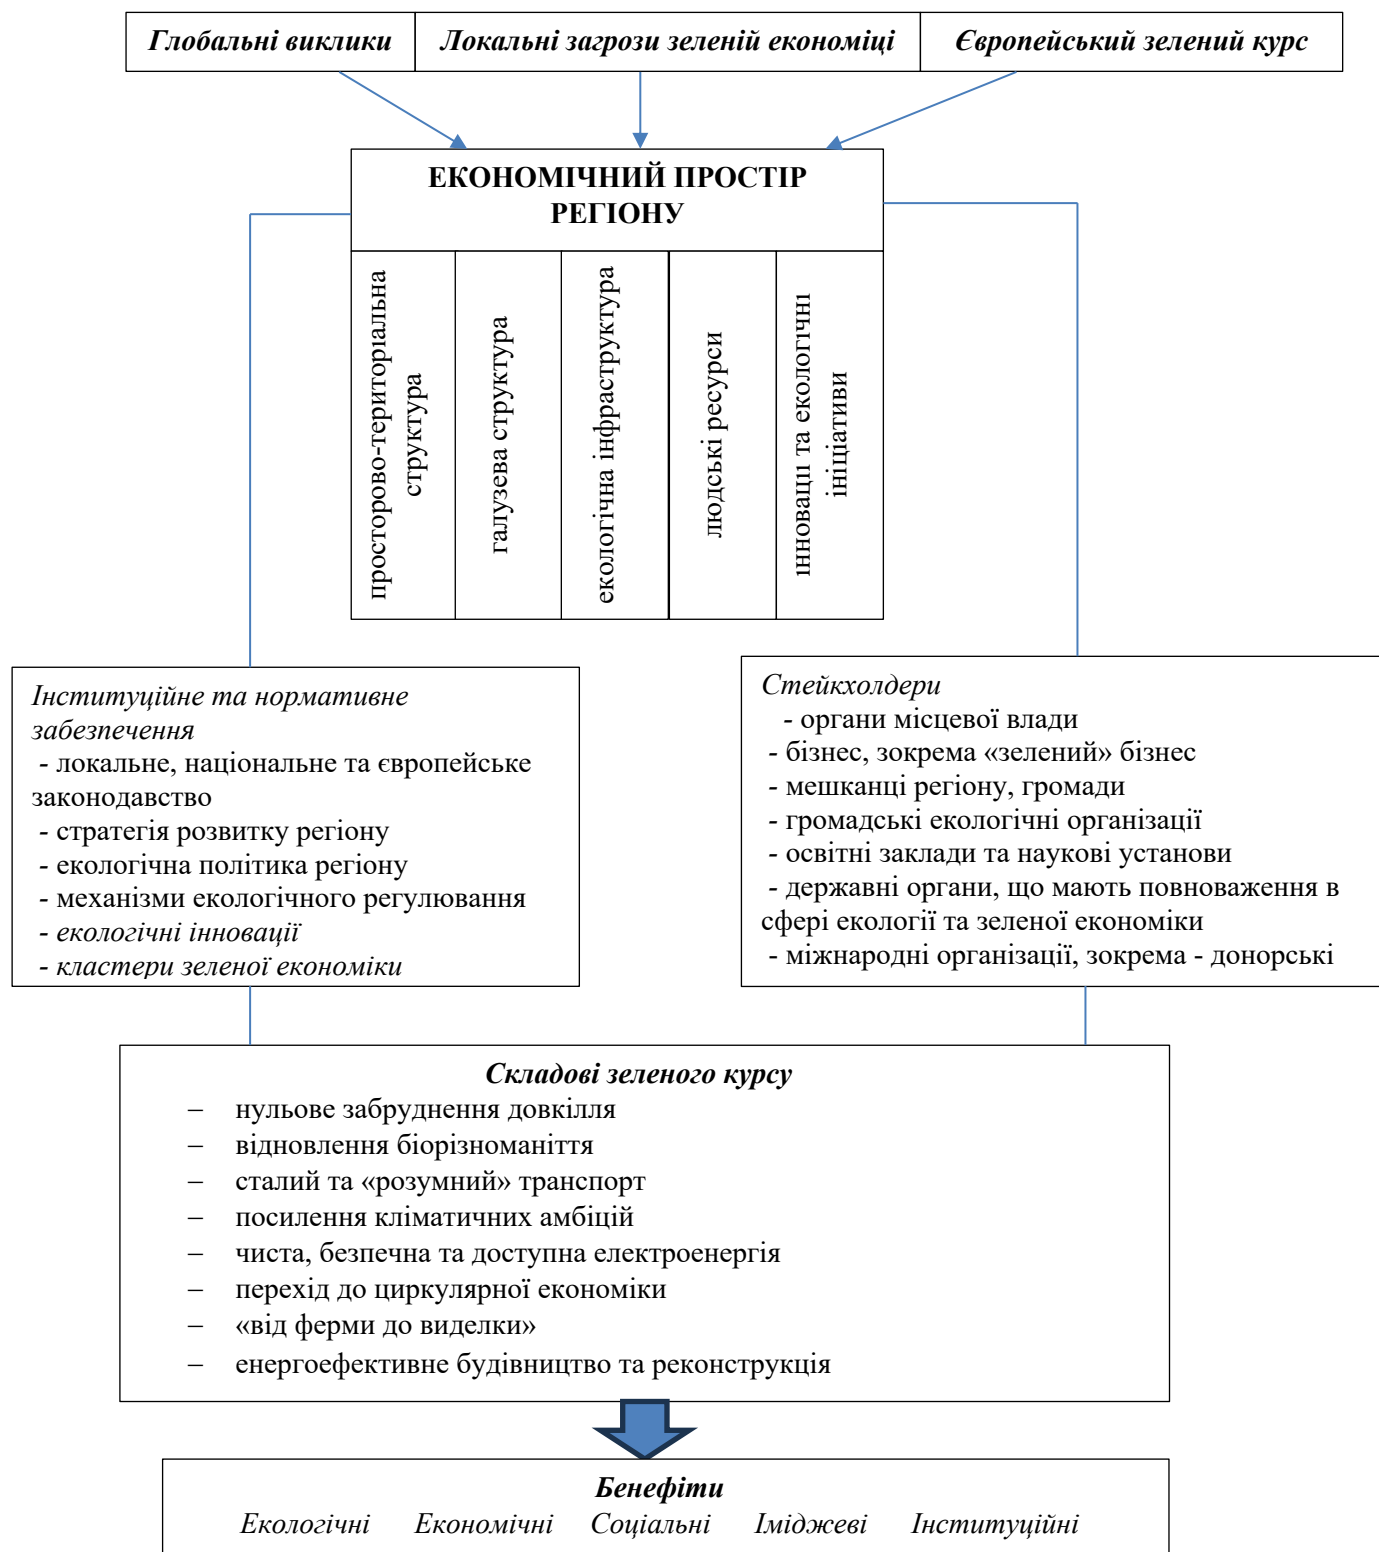 Глобальні виклики
Локальні загрози зеленій економіці
Європейський зелений курс
ЕКОНОМІЧНИЙ ПРОСТІР
РЕГІОНУ
просторово-територіальна
структура
галузева структура
екологічна інфраструктура
людські ресурси
інновації та екологічні
ініціативи
Інституційне та нормативне
забезпечення
- локальне, національне та європейське
законодавство
- стратегія розвитку регіону
- екологічна політика регіону
- механізми екологічного регулювання
- екологічні інновації
- кластери зеленої економіки
Стейкхолдери
- органи місцевої влади
- бізнес, зокрема «зелений» бізнес
- мешканці регіону, громади
- громадські екологічні організації
- освітні заклади та наукові установи
- державні органи, що мають повноваження в
сфері екології та зеленої економіки
- міжнародні організації, зокрема - донорські
Складові зеленого курсу
– нульове забруднення довкілля
– відновлення біорізноманіття
– сталий та «розумний» транспорт
– посилення кліматичних амбіцій
– чиста, безпечна та доступна електроенергія
– перехід до циркулярної економіки
– «від ферми до виделки»
– енергоефективне будівництво та реконструкція
Бенефіти
Екологічні Економічні Соціальні Іміджеві Інституційні